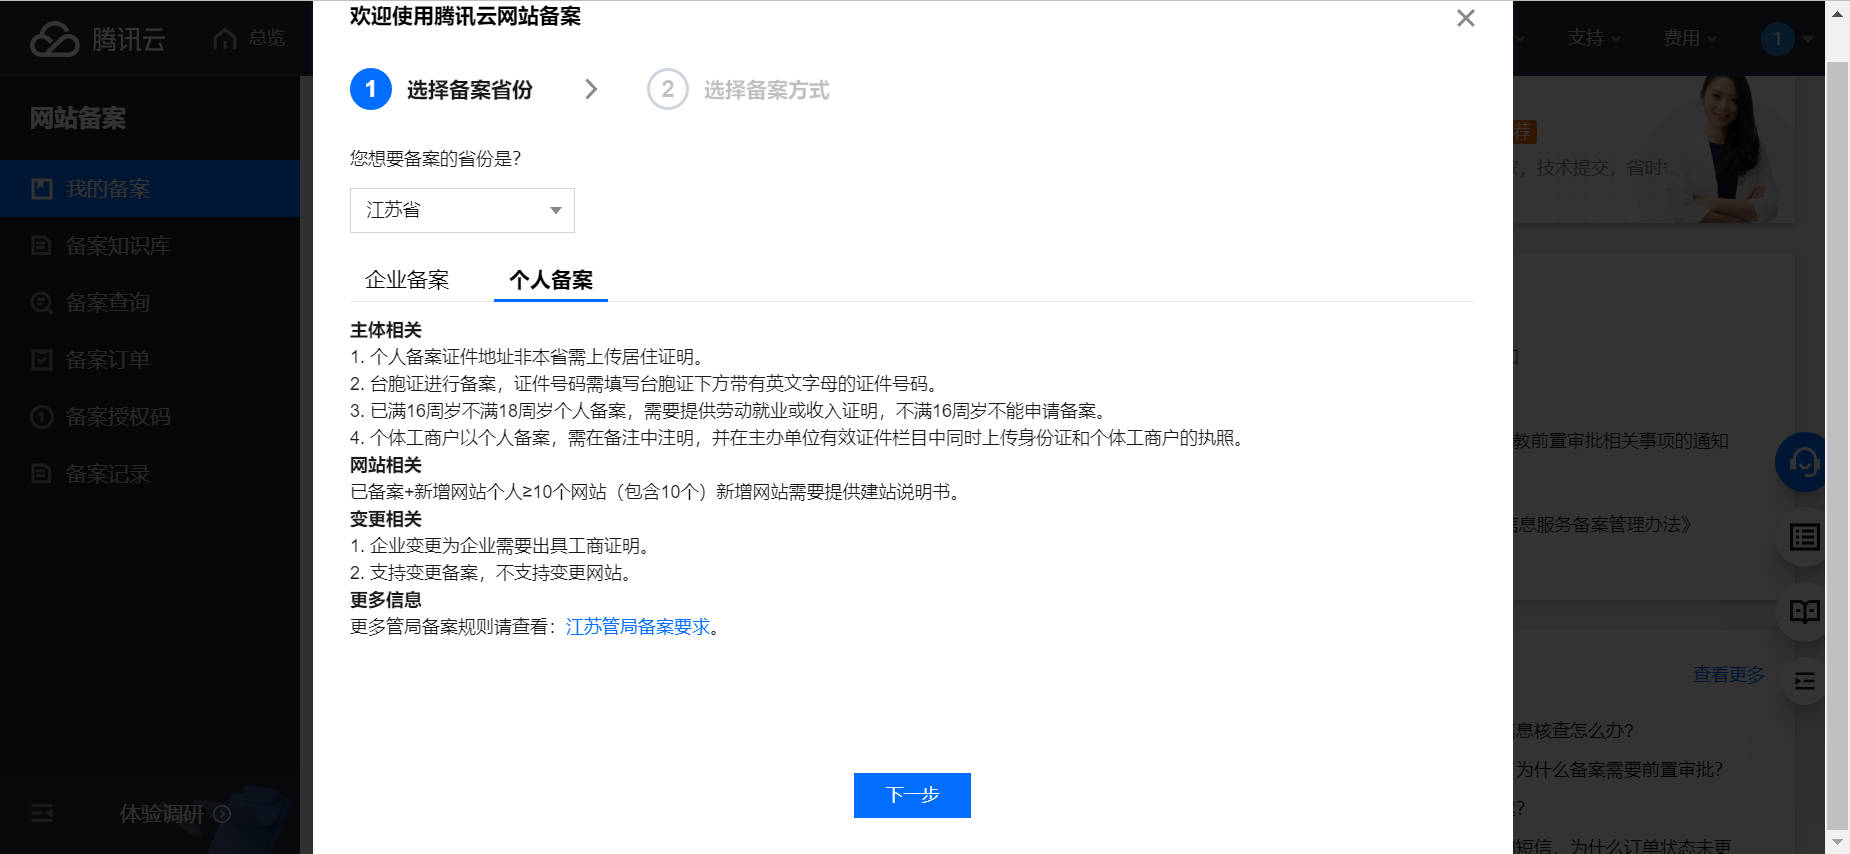 欢迎使用腾讯云网站备案
腾讯云
总览
支持
费用
1
1 选择备案省份
2 选择备案方式
网站备案
我的备案
备案知识库
备案查询
备案订单
备案授权码
备案记录
体验调研
您想要备案的省份是?
江苏省
企业备案
个人备案
主体相关
1. 个人备案证件地址非本省需上传居住证明。
2. 台胞证进行备案，证件号码需填写台胞证下方带有英文字母的证件号码。
3. 已满16周岁不满18周岁个人备案，需要提供劳动就业或收入证明，不满16周岁不能申请备案。
4. 个体工商户以个人备案，需在备注中注明，并在主办单位有效证件栏目中同时上传身份证和个体工商户的执照。
网站相关
已备案+新增网站个人≥10个网站（包含10个）新增网站需要提供建站说明书。
变更相关
1. 企业变更为企业需要出具工商证明。
2. 支持变更备案，不支持变更网站。
更多信息
更多管局备案规则请查看：江苏管局备案要求。
下一步
荐
，技术提交，省时
教前置审批相关事项的通知
信息服务备案管理办法》
查看更多
息核查怎么办?
为什么备案需要前置审批?
?
短信，为什么订单状态未更